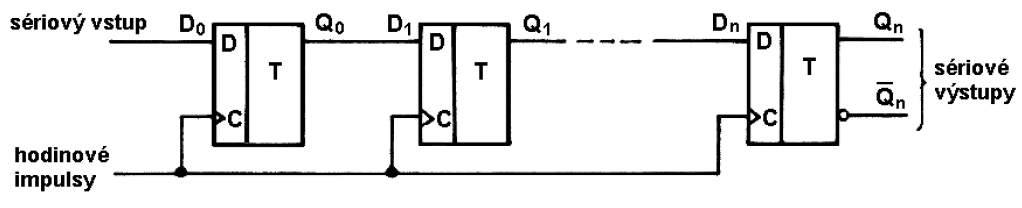 sériový vstup
D₀
D
T
C
Q₀
D₁
D
T
C
Q₁
Dₙ
D
T
C
Qₙ
Q̅ₙ
sériové
výstupy
hodinové
impulsy